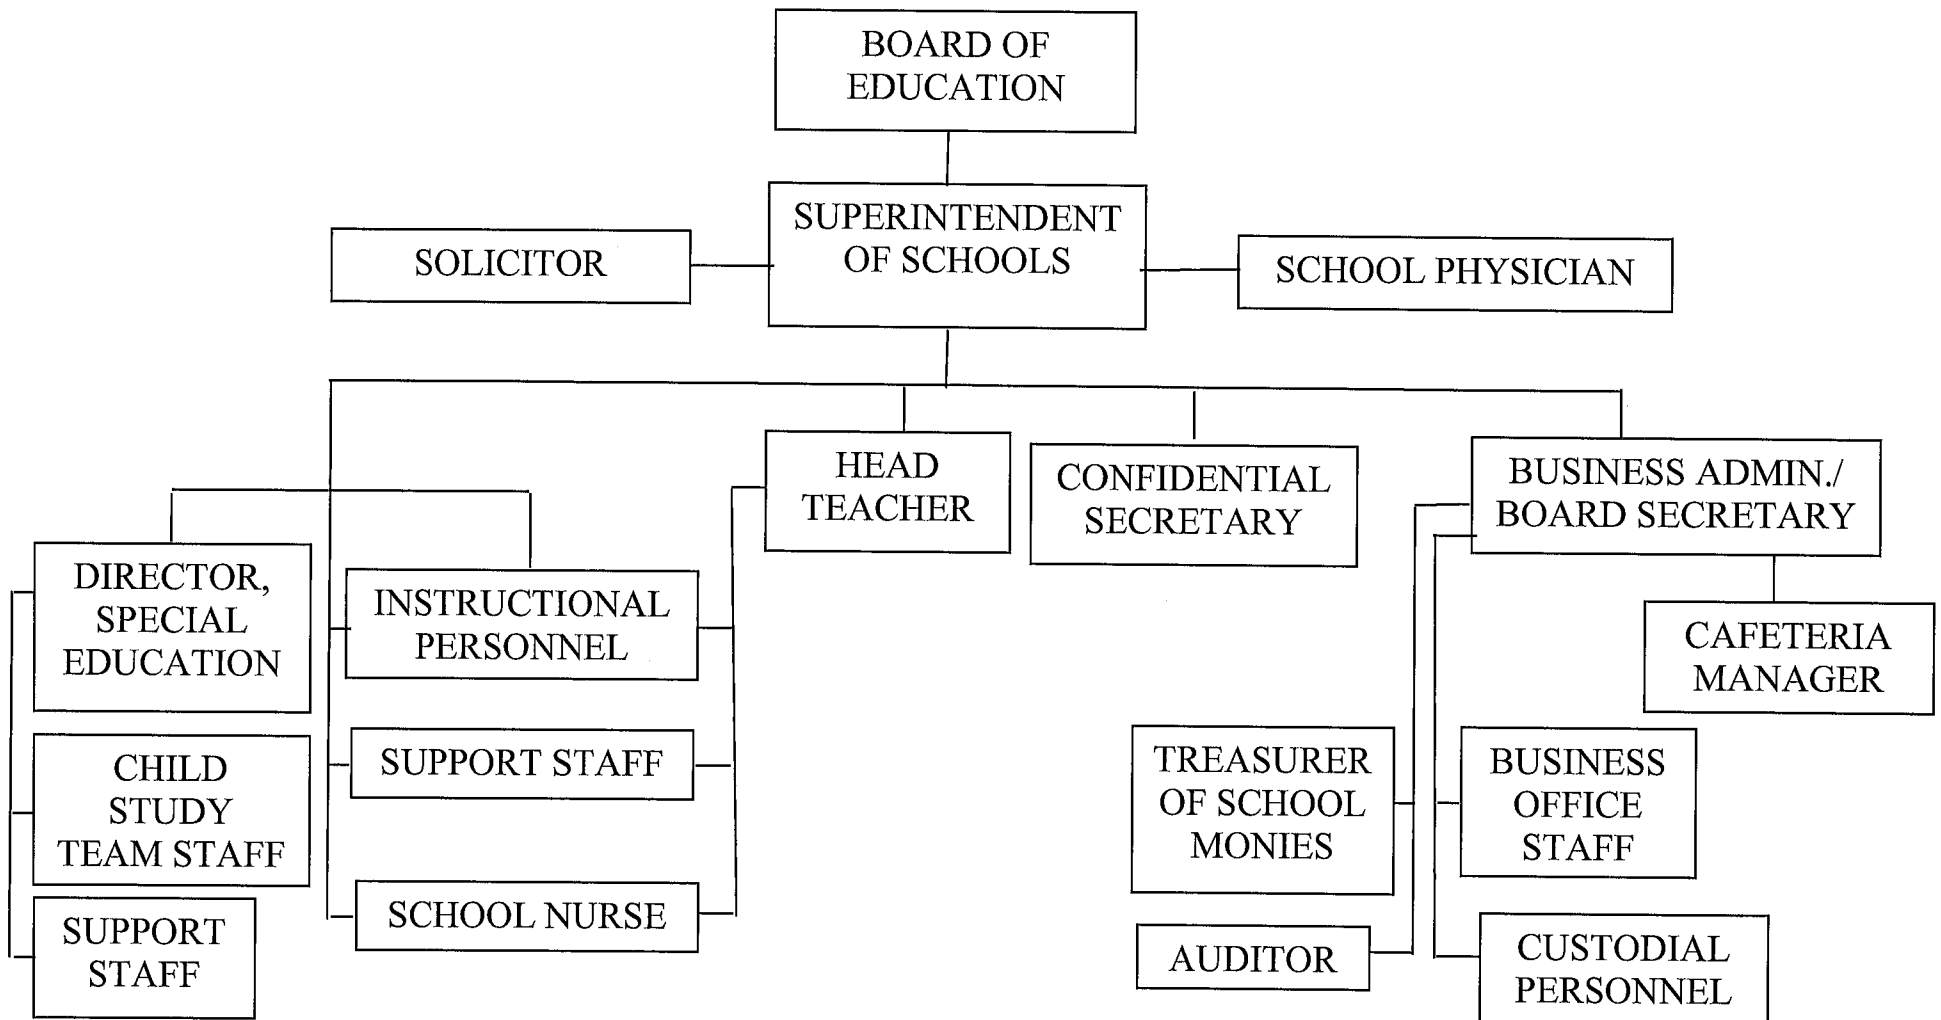 BOARD OF
EDUCATION
SUPERINTENDENT
OF SCHOOLS
SOLICITOR
SCHOOL PHYSICIAN
HEAD
TEACHER
CONFIDENTIAL
SECRETARY
BUSINESS ADMIN./
BOARD SECRETARY
DIRECTOR,
SPECIAL
EDUCATION
INSTRUCTIONAL
PERSONNEL
CAFETERIA
MANAGER
CHILD
STUDY
TEAM STAFF
SUPPORT STAFF
TREASURER
OF SCHOOL
MONIES
BUSINESS
OFFICE
STAFF
SUPPORT
STAFF
SCHOOL NURSE
AUDITOR
CUSTODIAL
PERSONNEL